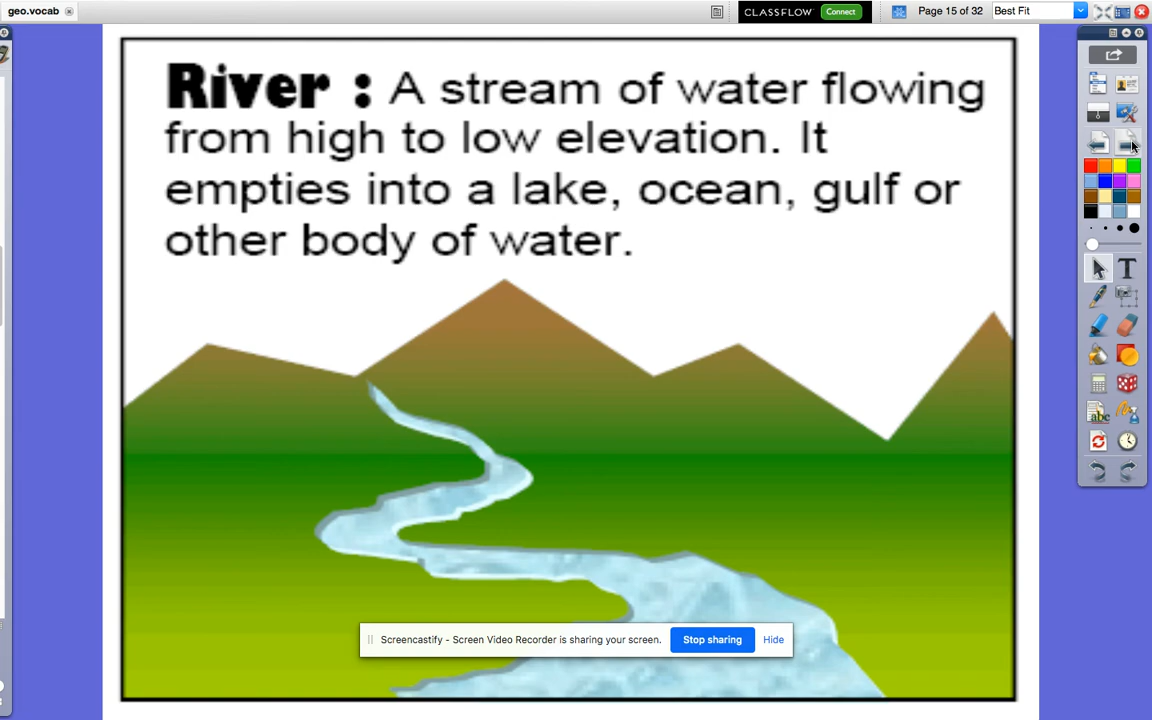 geo.vocab
CLASSFLOW Connect
Page 15 of 32
Best Fit
River : A stream of water flowing
from high to low elevation. It
empties into a lake, ocean, gulf or
other body of water.
T
abc
Screencastify - Screen Video Recorder is sharing your screen.
Stop sharing
Hide